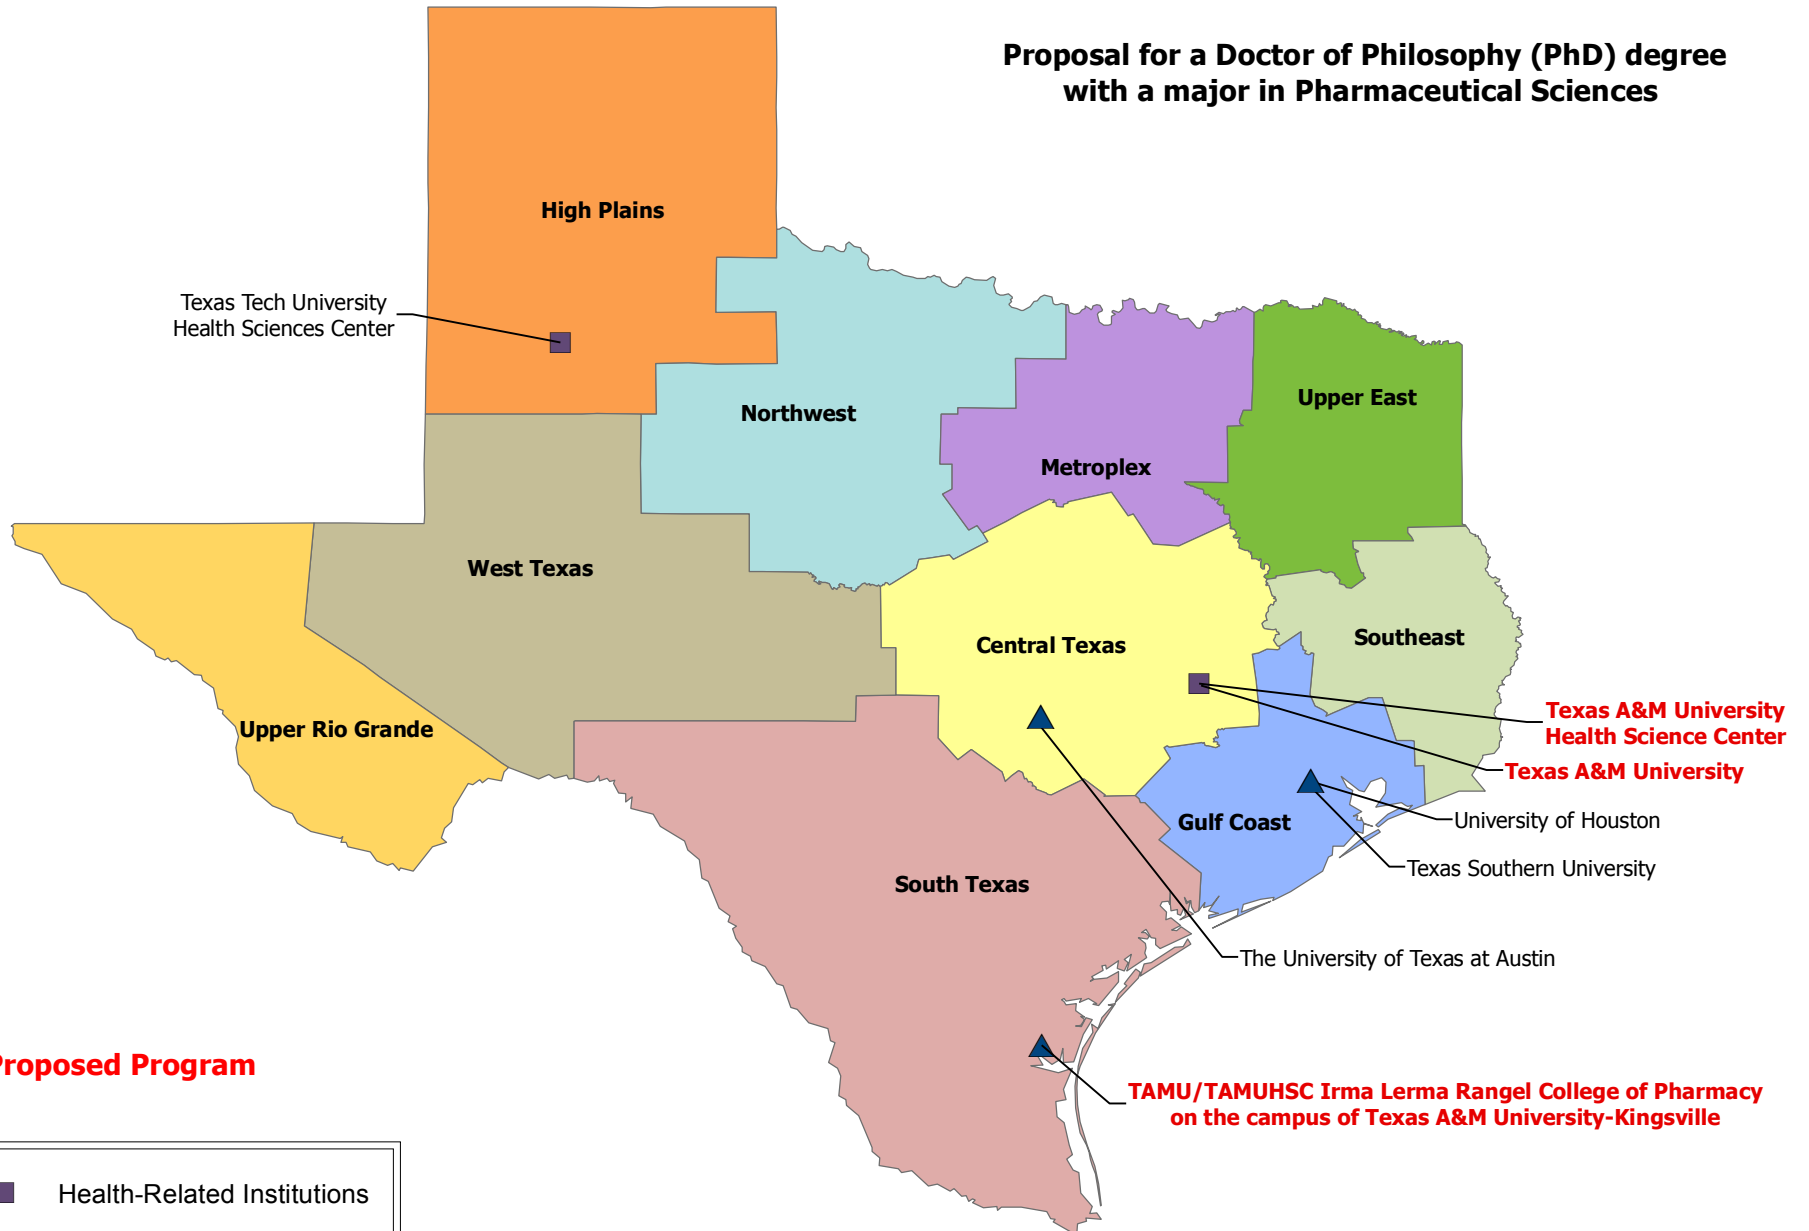 Proposal for a Doctor of Philosophy (PhD) degree
with a major in Pharmaceutical Sciences
High Plains
Texas Tech University
Health Sciences Center
Northwest
Upper East
Metroplex
West Texas
Central Texas
Southeast
Upper Rio Grande
Texas A&M University
Health Science Center
Texas A&M University
Gulf Coast
University of Houston
Texas Southern University
South Texas
The University of Texas at Austin
Proposed Program
TAMU/TAMUHSC Irma Lerma Rangel College of Pharmacy
on the campus of Texas A&M University-Kingsville
Health-Related Institutions